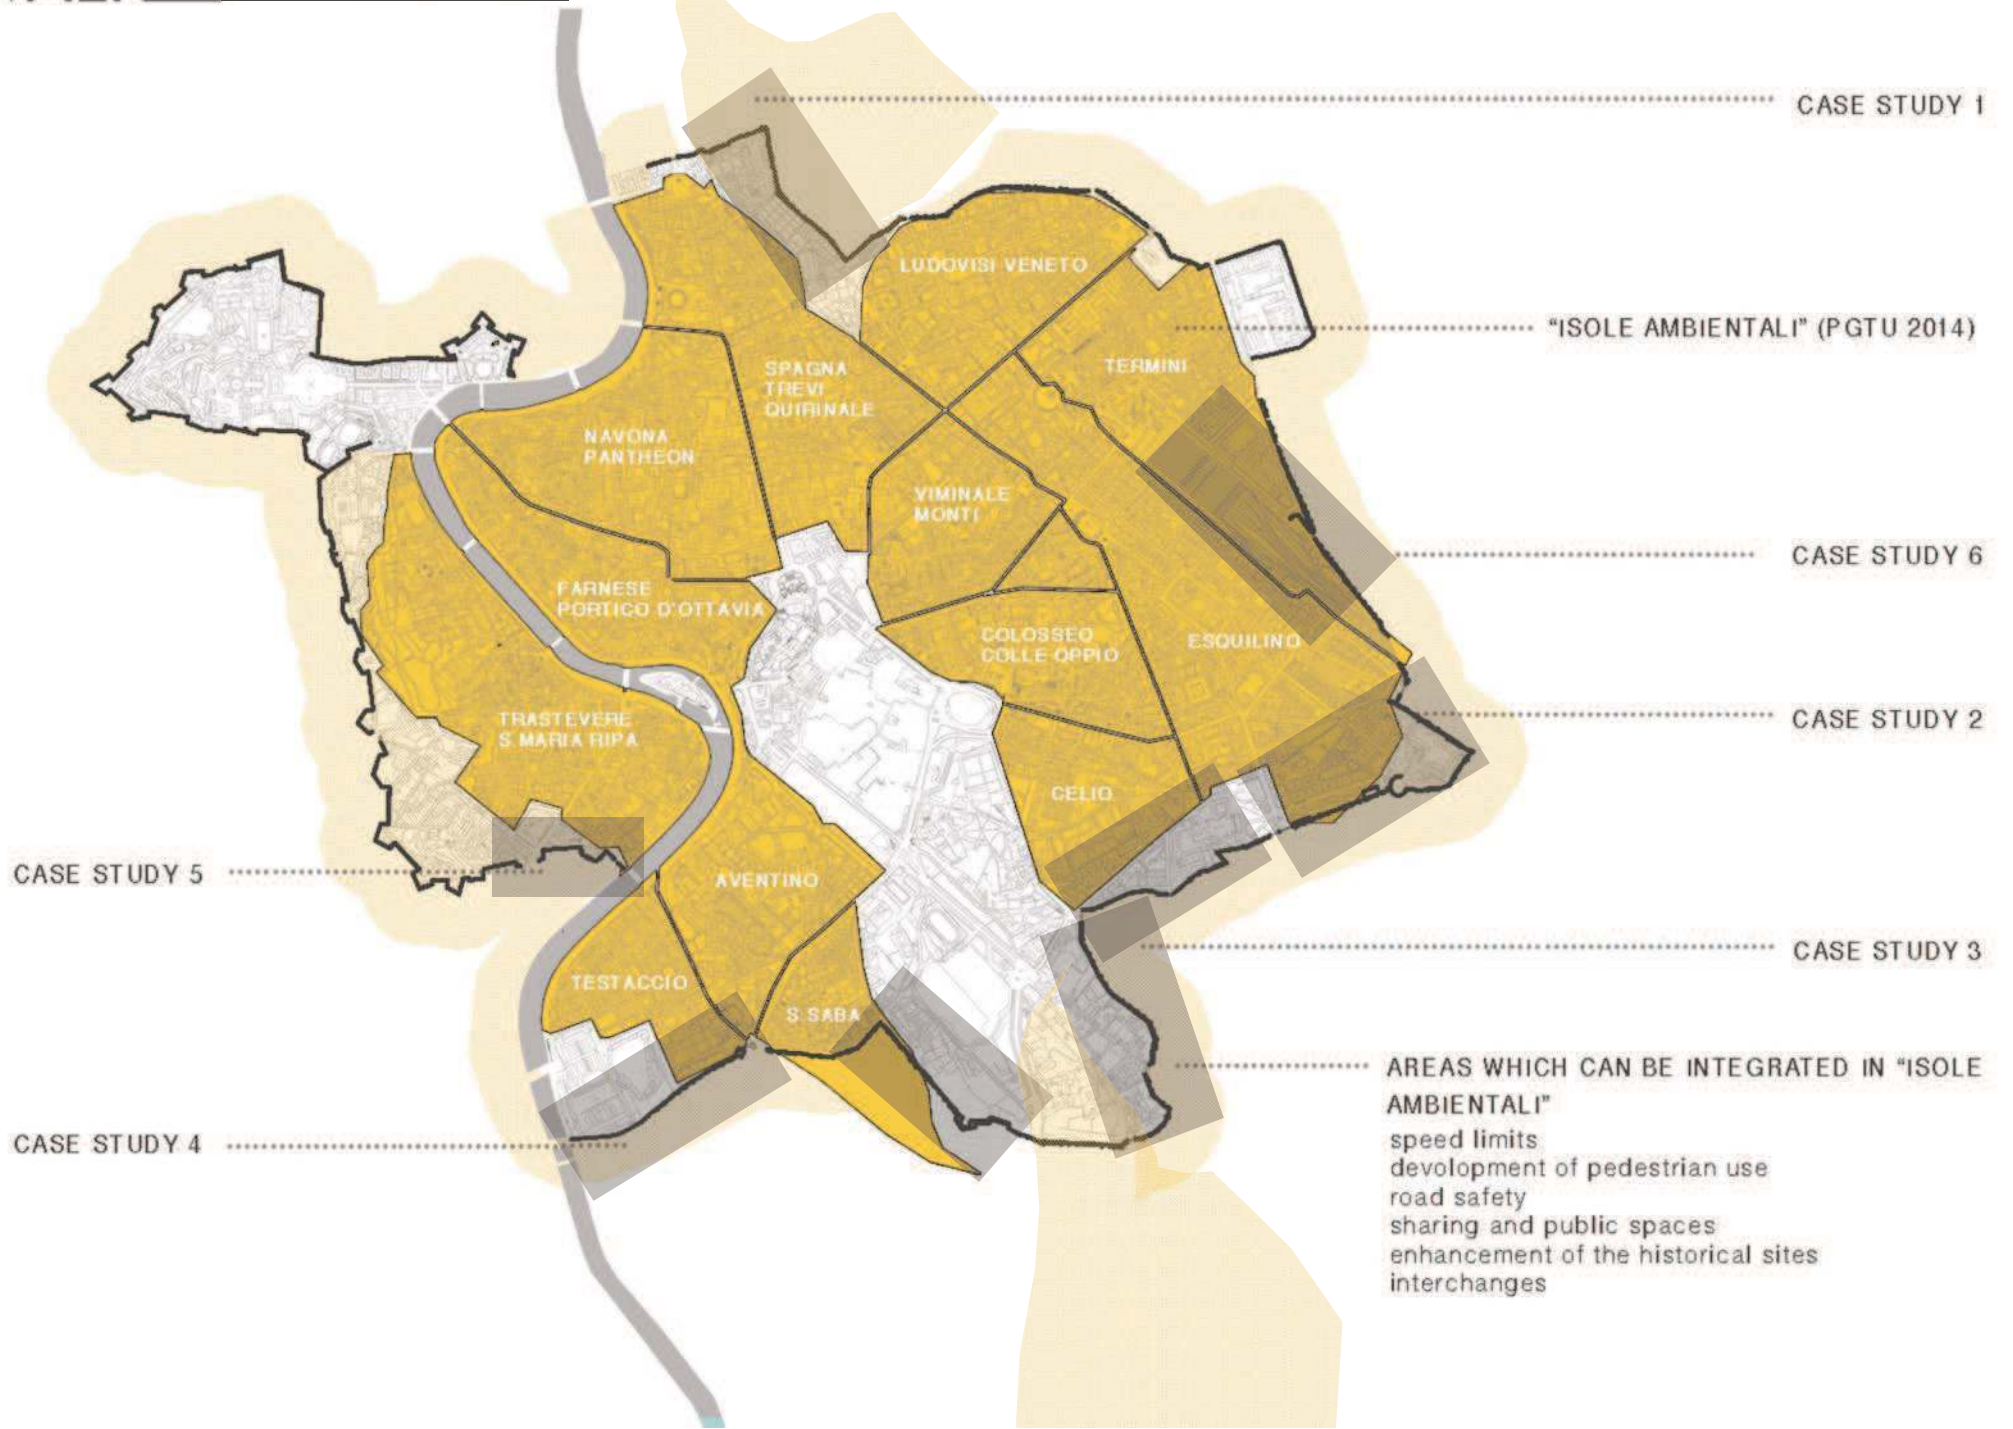 CASE STUDY 1
LUDOVISI VENETO
"ISOLE AMBIENTALI" (PGTU 2014)
TERMINI
SPAGNA
TREVI
QUIRINALE
NAVONA
PANTHEON
VIMINALE
MONTI
CASE STUDY 6
FARNESE
PORTICO D'OTTAVIA
COLOSSEO
COLLE OPPIO
ESQUILINO
CASE STUDY 2
TRASTEVERE
S.MARIA RIPA
CELIO
CASE STUDY 5
AVENTINO
CASE STUDY 3
TESTACCIO
S.SABA
CASE STUDY 4
AREAS WHICH CAN BE INTEGRATED IN "ISOLE
AMBIENTALI"
speed limits
devolopment of pedestrian use
road safety
sharing and public spaces
enhancement of the historical sites
interchanges